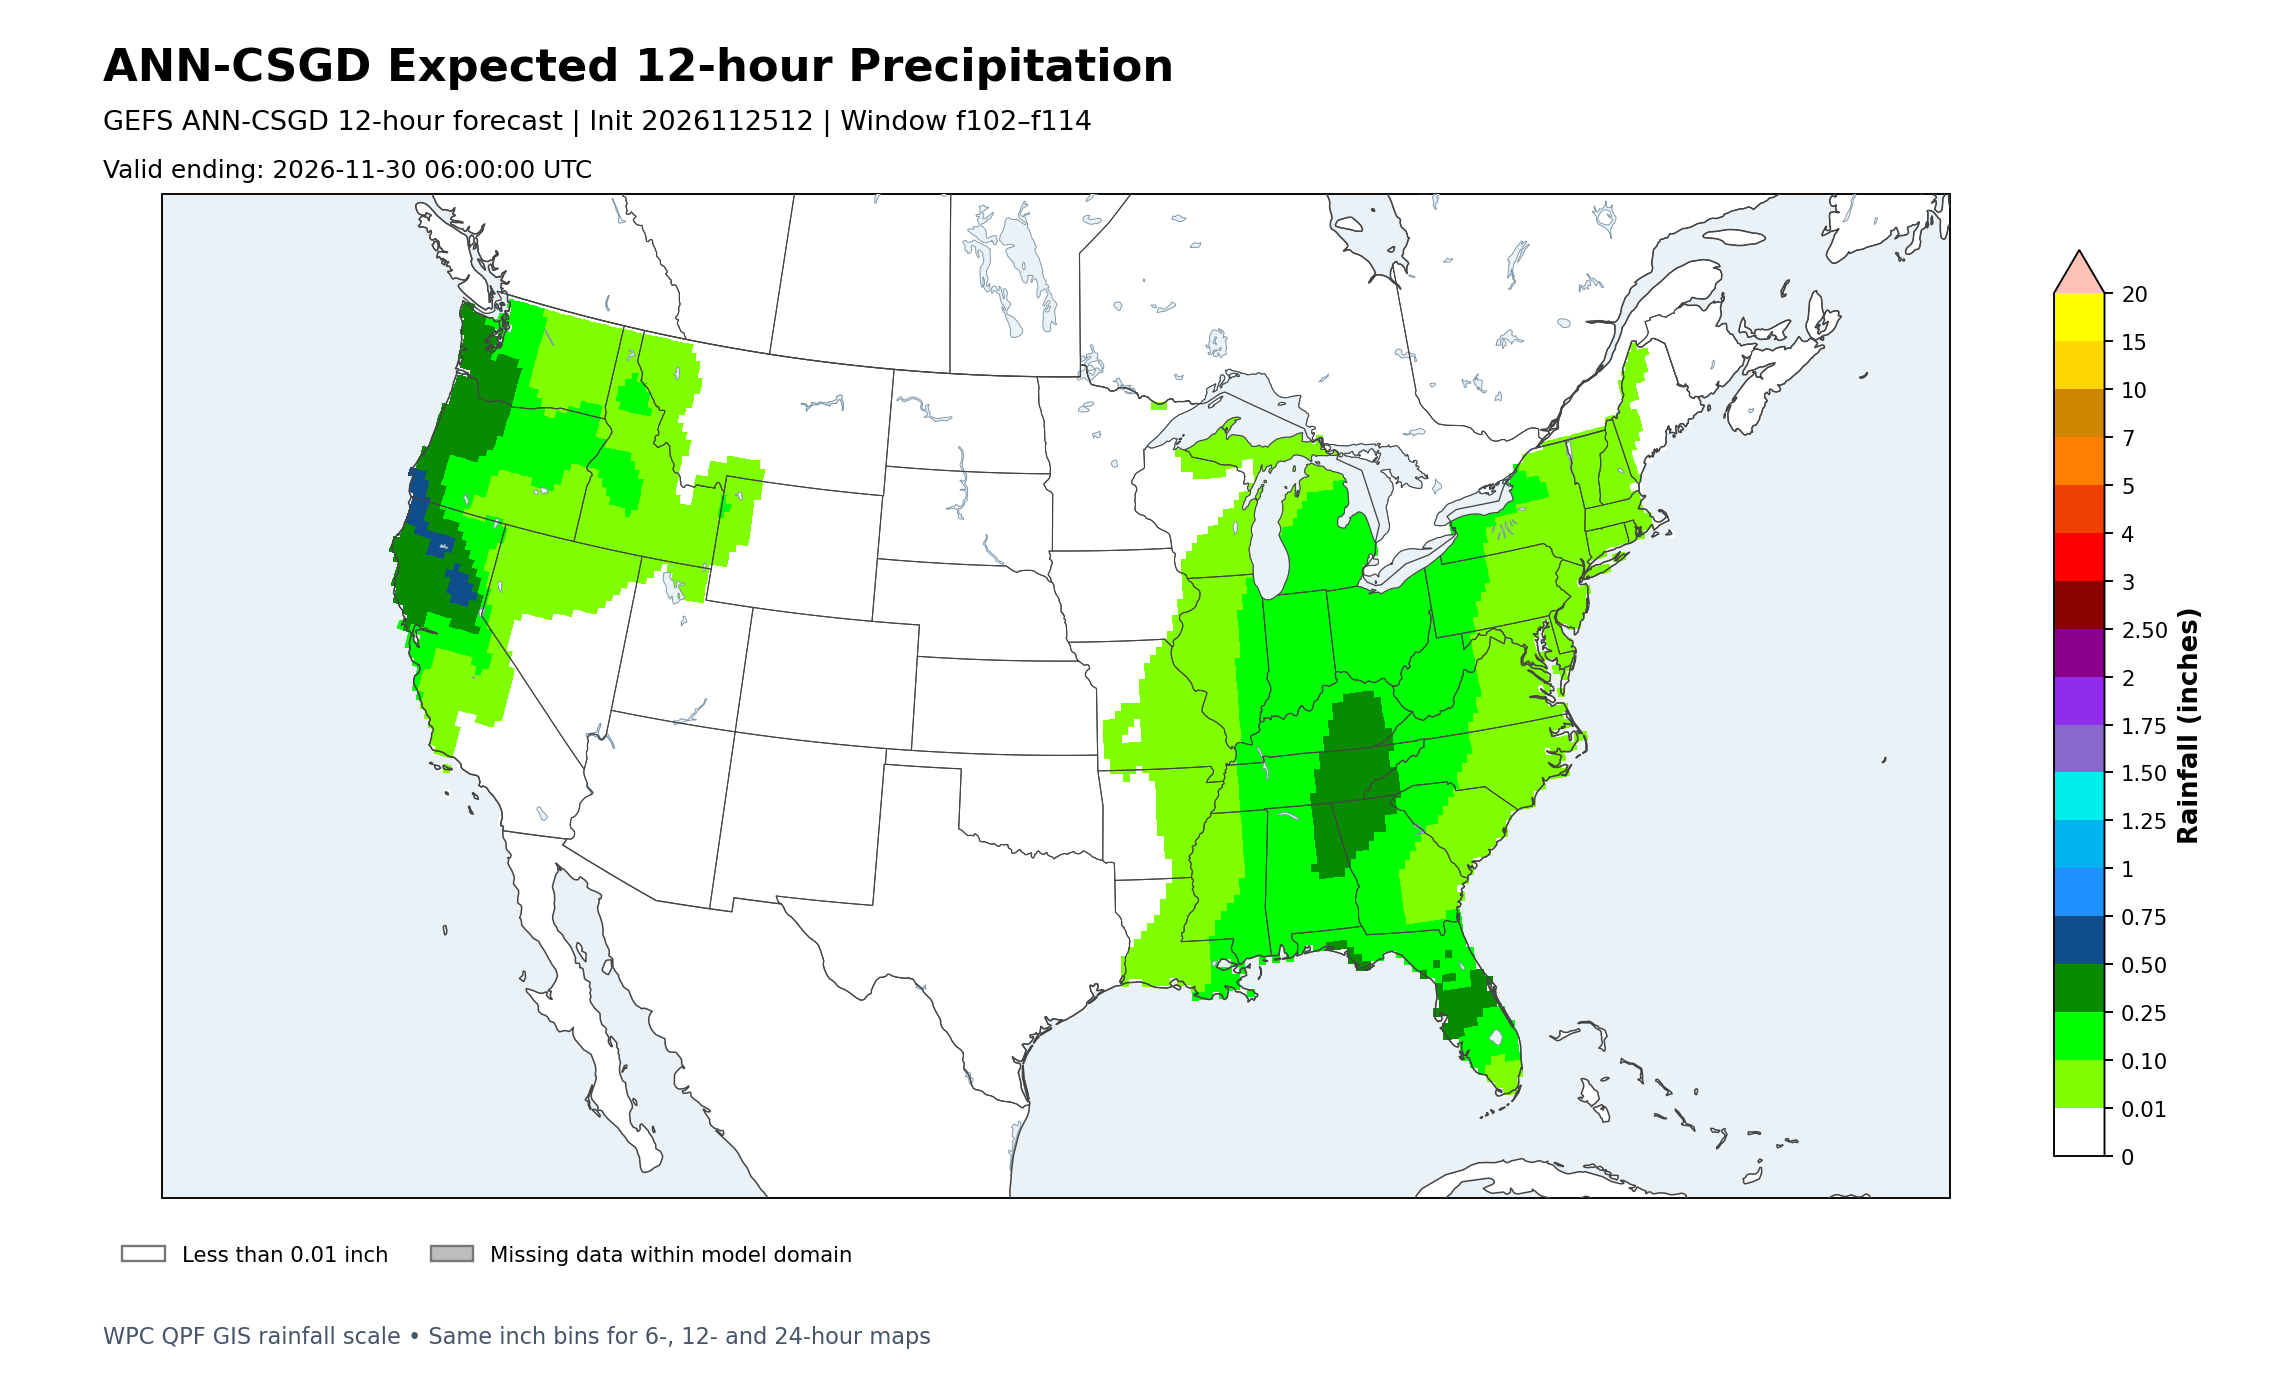 ANN-CSGD Expected 12-hour Precipitation
GEFS ANN-CSGD 12-hour forecast | Init 2026112512 | Window f102–f114
Valid ending: 2026-11-30 06:00:00 UTC
20
15
10
7
5
4
3
2.50
2
1.75
1.50
1.25
1
0.75
0.50
0.25
0.10
0.01
0
Rainfall (inches)
Less than 0.01 inch
Missing data within model domain
WPC QPF GIS rainfall scale • Same inch bins for 6-, 12- and 24-hour maps